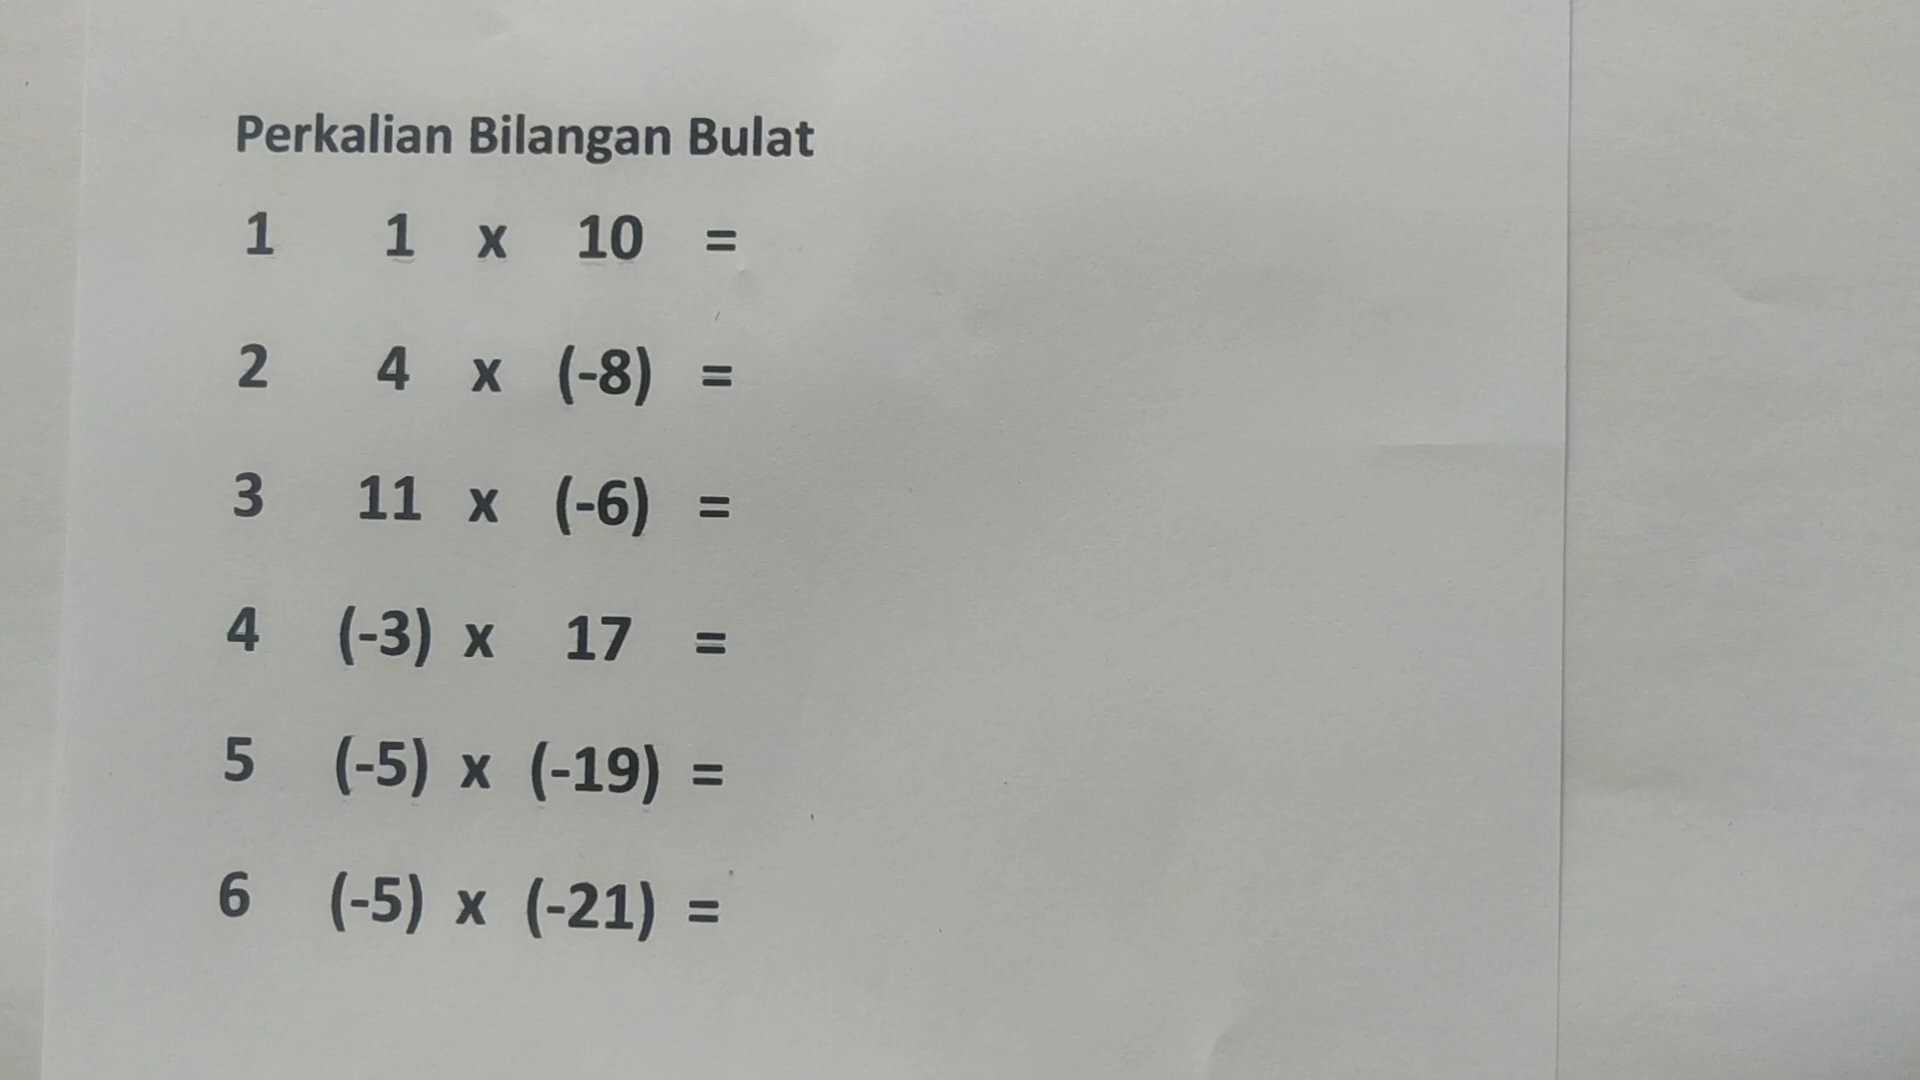 Perkalian Bilangan Bulat
1 1 x 10 =
2 4 x (-8) =
3 11 x (-6) =
4 (-3) x 17 =
5 (-5) x (-19) =
6 (-5) x (-21) =